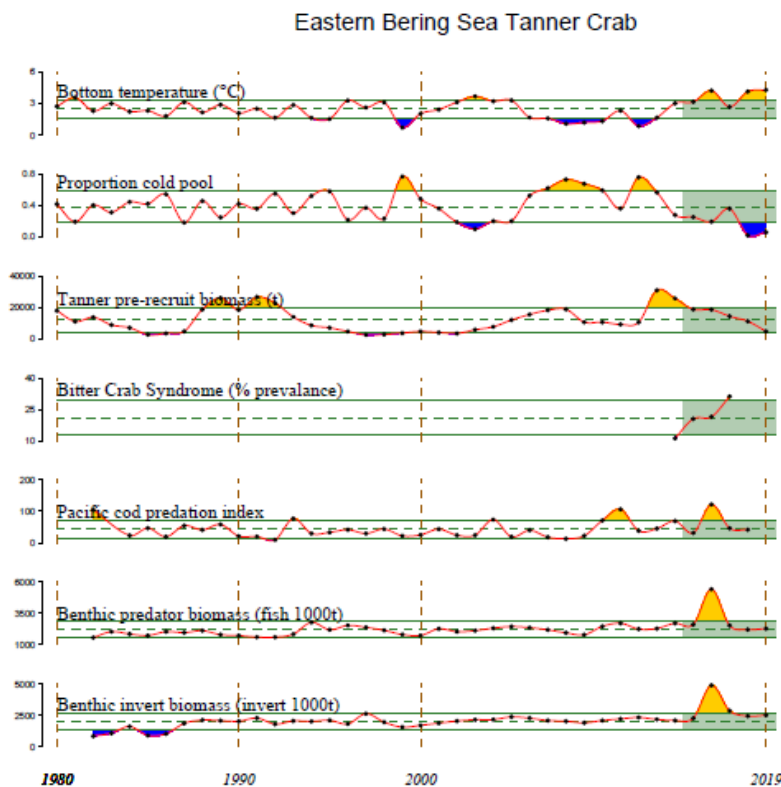 Eastern Bering Sea Tanner Crab
Bottom temperature (°C)
6
3
0
Proportion cold pool
0.8
0.4
0.0
Tanner pre-recruit biomass (t)
40000
20000
0
Bitter Crab Syndrome (% prevalance)
40
25
10
Pacific cod predation index
200
100
0
Benthic predator biomass (fish 1000t)
6000
3500
1000
Benthic invert biomass (invert 1000t)
5000
2500
0
1980 1990 2000 2019